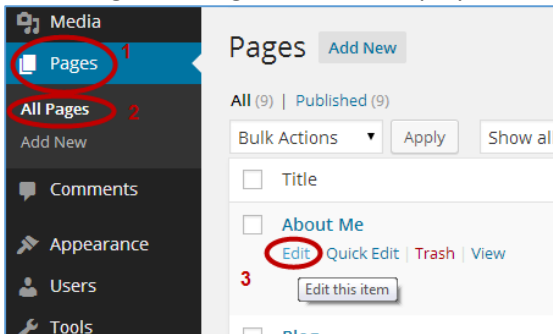 Media
Pages 1
All Pages 2
Add New
Comments
Appearance
Users
Tools
Pages Add New
All (9) | Published (9)
Bulk Actions Apply Show all
Title
About Me
Edit Quick Edit | Trash | View
3 Edit this item